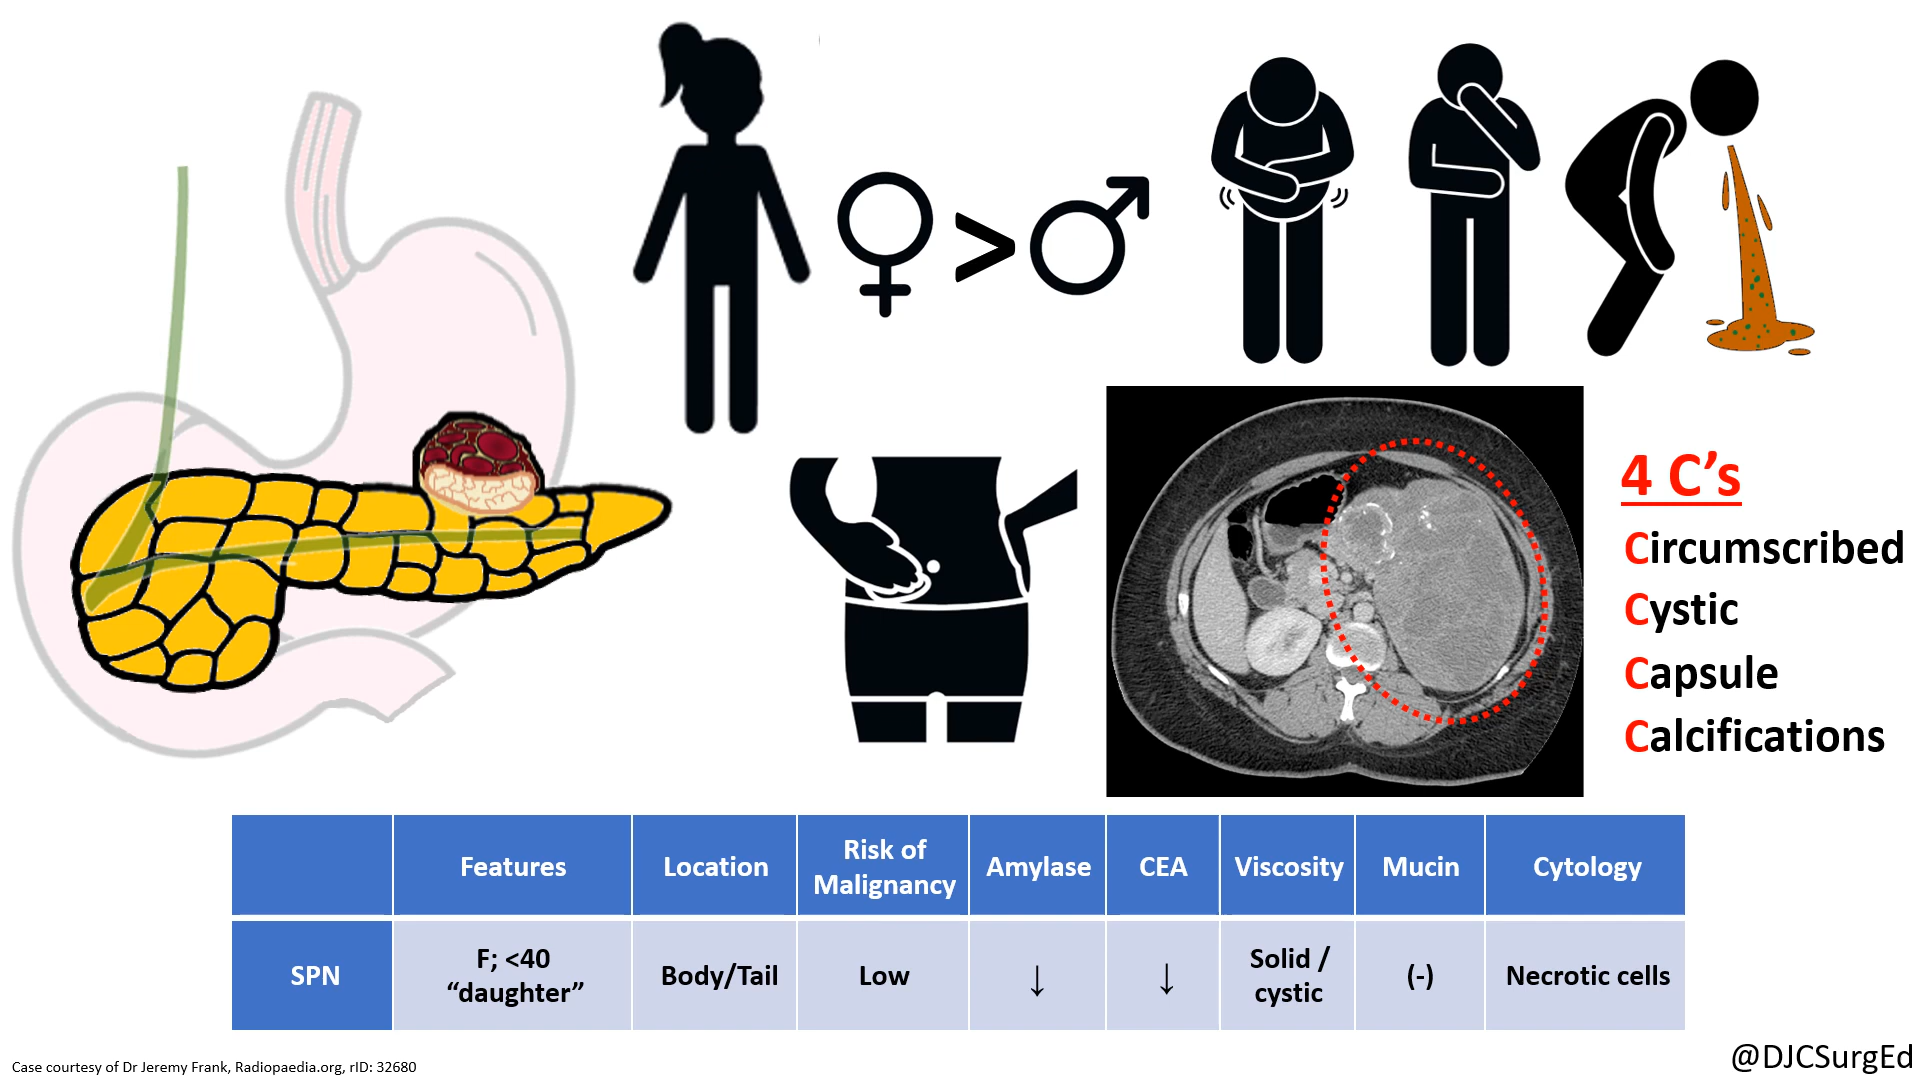 4 C’s
Circumscribed
Cystic
Capsule
Calcifications
Features
Location
Risk of
Malignancy
Amylase
CEA
Viscosity
Mucin
Cytology
SPN
F; <40
“daughter”
Body/Tail
Low
↓
↓
Solid /
cystic
(-)
Necrotic cells
Case courtesy of Dr Jeremy Frank, Radiopaedia.org, rID: 32680
@DJCSurgEd